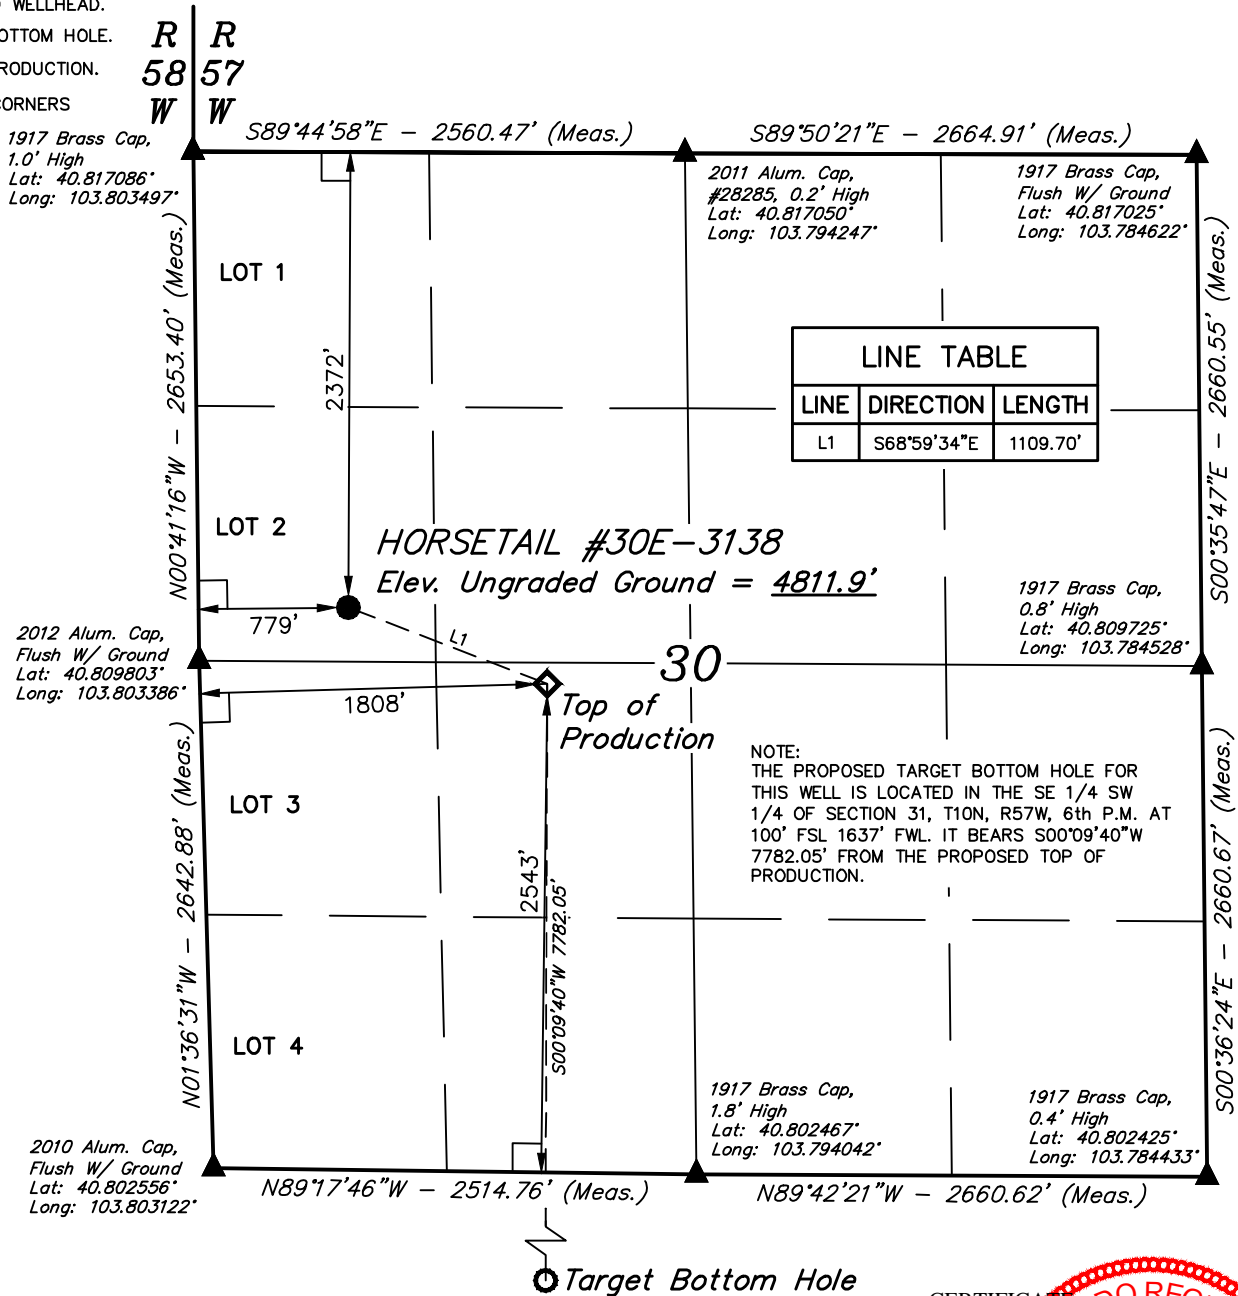 WELLHEAD.
OTTOM HOLE.
RODUCTION.
CORNERS
R R
58 57
W W
1917 Brass Cap,
1.0' High
Lat: 40.817086°
Long: 103.803497°
S89°44'58"E - 2560.47' (Meas.)
S89°50'21"E - 2664.91' (Meas.)
2011 Alum. Cap,
#28285, 0.2' High
Lat: 40.817050°
Long: 103.794247°
1917 Brass Cap,
Flush W/ Ground
Lat: 40.817025°
Long: 103.784622°
LOT 1
N00°41'16"W - 2653.40' (Meas.)
2372'
S00°35'47"E - 2660.55' (Meas.)
LINE TABLE
LINE DIRECTION LENGTH
L1 S68°59'34"E 1109.70'
LOT 2
HORSETAIL #30E-3138
Elev. Ungraded Ground = 4811.9'
779'
L1
1917 Brass Cap,
0.8' High
Lat: 40.809725°
Long: 103.784528°
2012 Alum. Cap,
Flush W/ Ground
Lat: 40.809803°
Long: 103.803386°
30
1808'
Top of
Production
NOTE:
THE PROPOSED TARGET BOTTOM HOLE FOR
THIS WELL IS LOCATED IN THE SE 1/4 SW
1/4 OF SECTION 31, T10N, R57W, 6th P.M. AT
100' FSL 1637' FWL. IT BEARS S00°09'40"W
7782.05' FROM THE PROPOSED TOP OF
PRODUCTION.
LOT 3
N01°36'31"W - 2642.88' (Meas.)
2543'
S00°09'40"W 7782.05'
S00°36'24"E - 2660.67' (Meas.)
LOT 4
2010 Alum. Cap,
Flush W/ Ground
Lat: 40.802556°
Long: 103.803122°
1917 Brass Cap,
1.8' High
Lat: 40.802467°
Long: 103.794042°
1917 Brass Cap,
0.4' High
Lat: 40.802425°
Long: 103.784433°
N89°17'46"W - 2514.76' (Meas.)
N89°42'21"W - 2660.62' (Meas.)
Target Bottom Hole